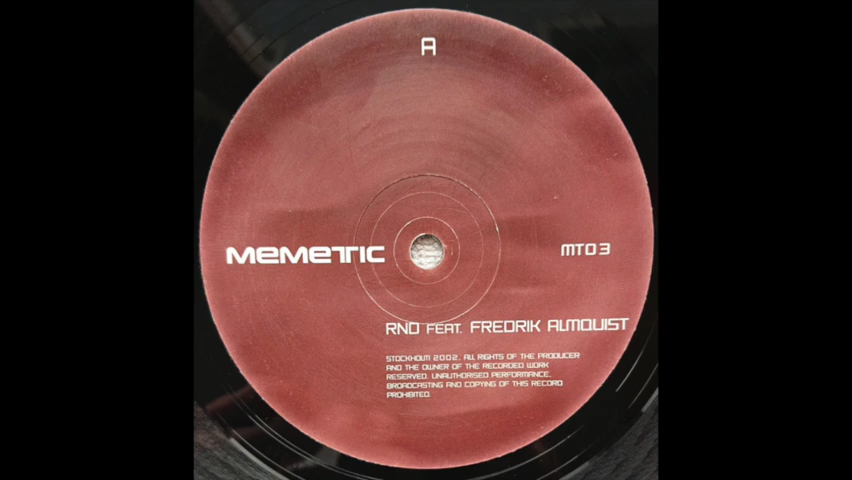 A
MEMETIC
MT03
RND FEAT. FREDRIK ALMQUIST
STOCKHOLM 2002. ALL RIGHTS OF THE PRODUCER
AND THE OWNER OF THE RECORDED WORK
RESERVED. UNAUTHORISED PERFORMANCE,
BROADCASTING AND COPYING OF THIS RECORD
PROHIBITED.